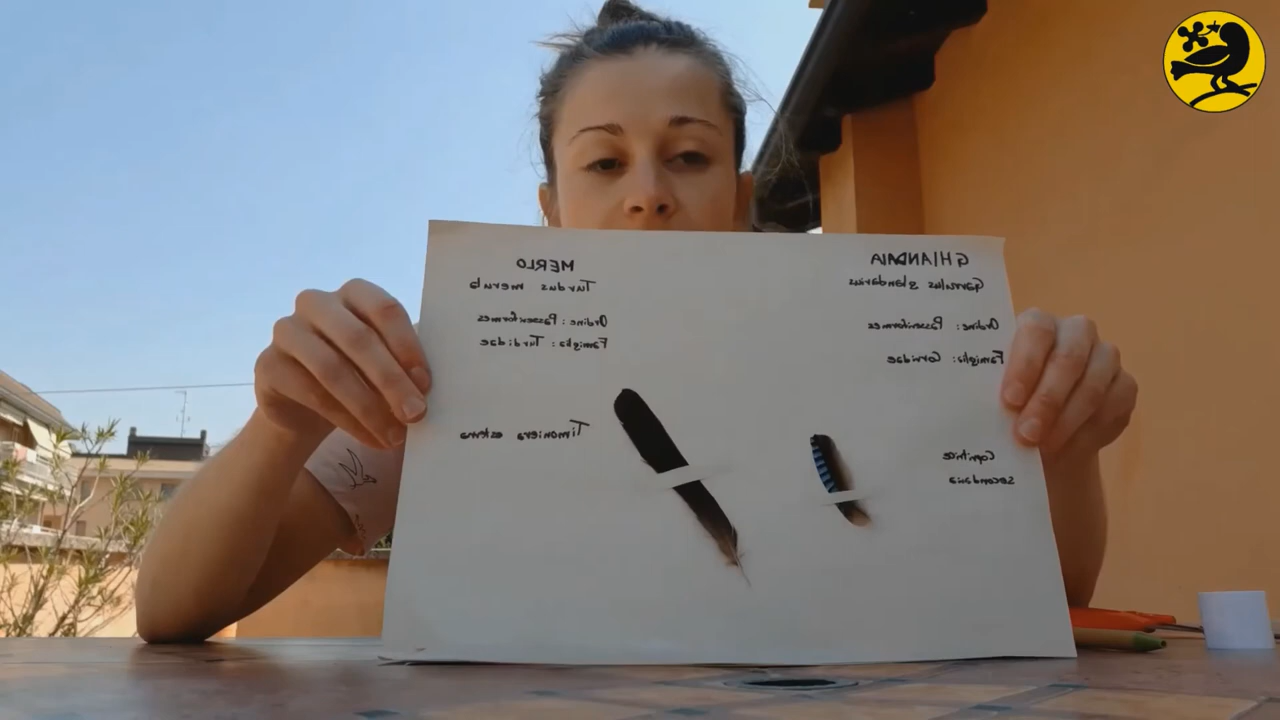 GHIANDAIA
Garrulus glandarius
Ordine: Passeriformes
Famiglia: Corvidae
Copritrice
secondaria
MERLO
Turdus merula
Ordine: Passeriformes
Famiglia: Turdidae
Timoniera esterna